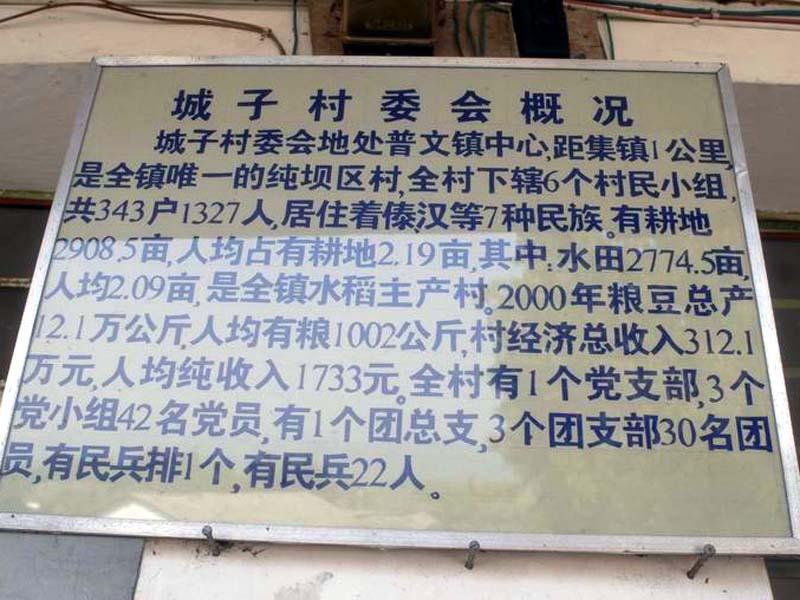 城子村委会概况
城子村委会地处普文镇中心,距集镇1公里,
是全镇唯一的纯坝区村,全村下辖6个村民小组,
共343户1327人,居住着傣,汉等7种民族。有耕地
2908.5亩,人均占有耕地2.19亩,其中:水田2774.5亩,
人均2.09亩,是全镇水稻主产村。2000年粮豆总产
12.1万公斤,人均有粮1002公斤,村经济总收入312.1
万元,人均纯收入1733元。全村有1个党支部,3个
党小组42名党员,有1个团总支,3个团支部30名团
员,有民兵排1个,有民兵22人。